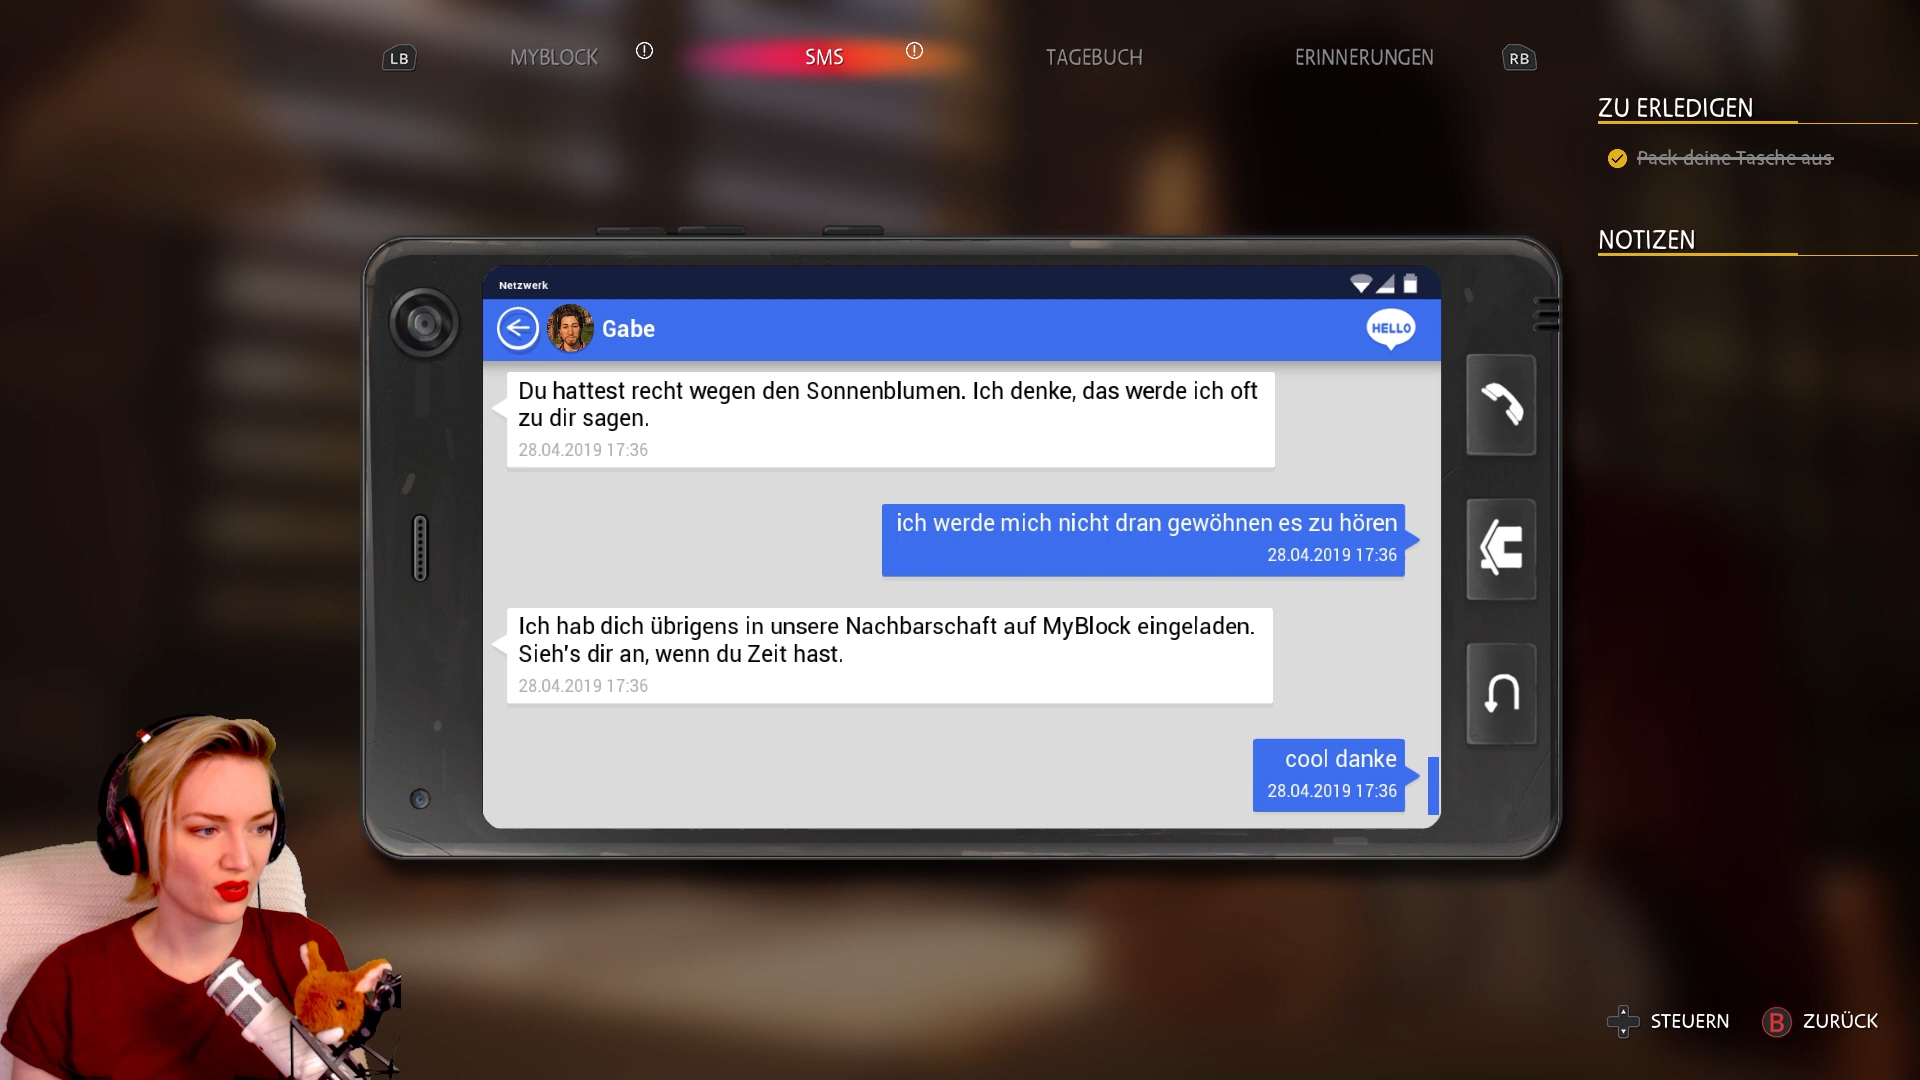 LB
MYBLOCK
SMS
TAGEBUCH
ERINNERUNGEN
RB
ZU ERLEDIGEN
Pack deine Tasche aus
NOTIZEN
Netzwerk
Gabe
HELLO
Du hattest recht wegen den Sonnenblumen. Ich denke, das werde ich oft
zu dir sagen.
28.04.2019 17:36
ich werde mich nicht dran gewöhnen es zu hören
28.04.2019 17:36
Ich hab dich übrigens in unsere Nachbarschaft auf MyBlock eingeladen.
Sieh's dir an, wenn du Zeit hast.
28.04.2019 17:36
cool danke
28.04.2019 17:36
STEUERN
B ZURÜCK